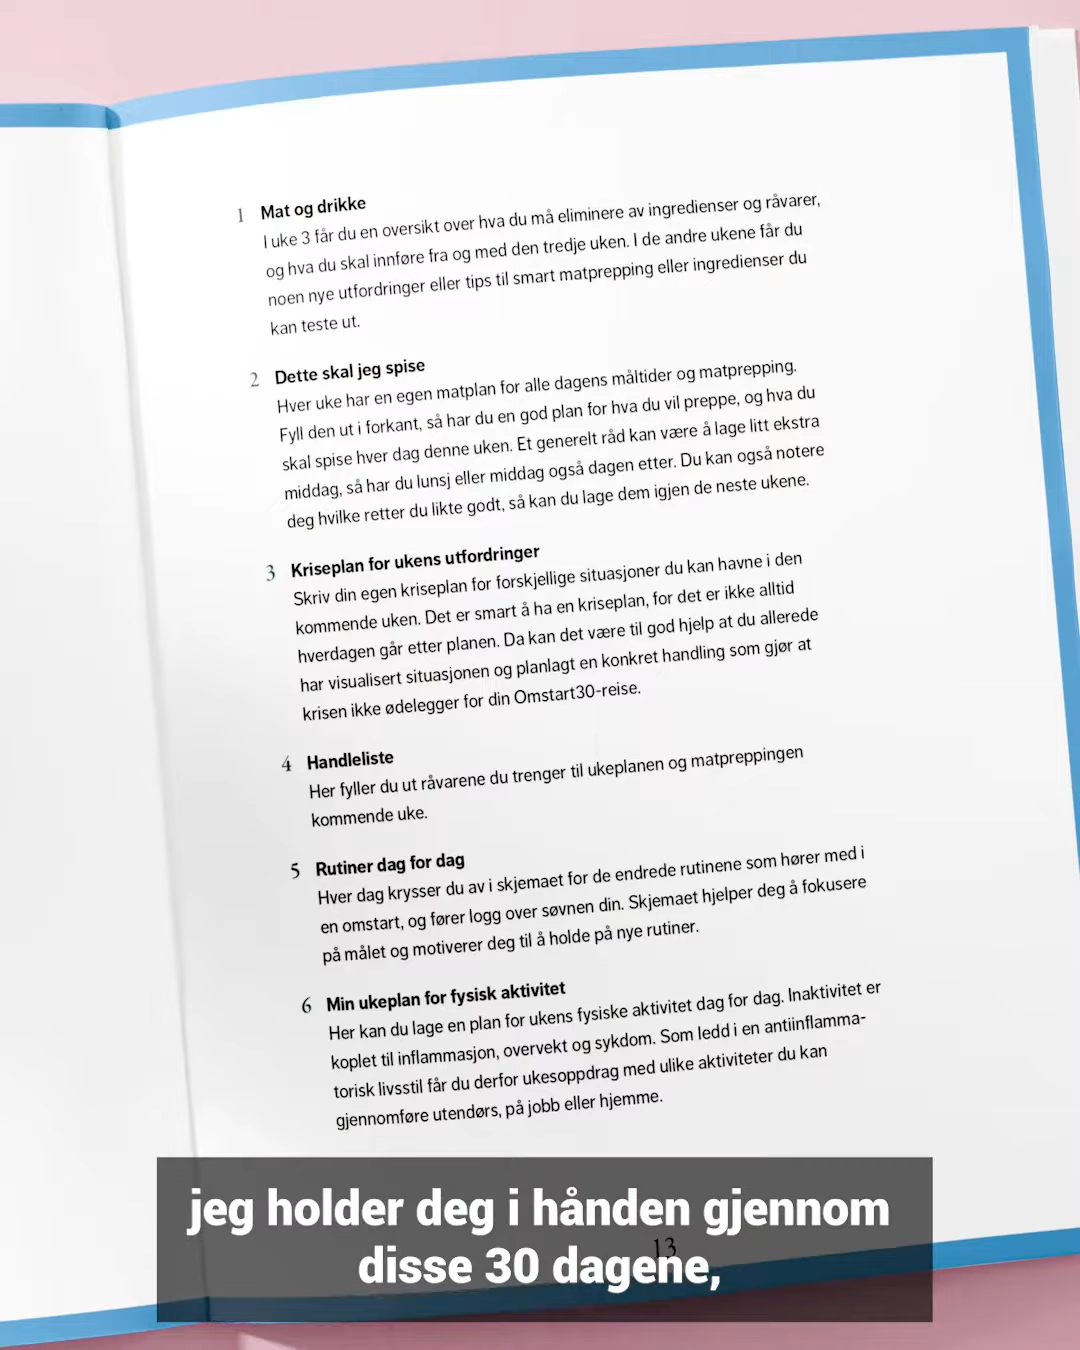 1 Mat og drikke
I uke 3 får du en oversikt over hva du må eliminere av ingredienser og råvarer,
og hva du skal innføre fra og med den tredje uken. I de andre ukene får du
noen nye utfordringer eller tips til smart matprepping eller ingredienser du
kan teste ut.
2 Dette skal jeg spise
Hver uke har en egen matplan for alle dagens måltider og matprepping.
Fyll den ut i forkant, så har du en god plan for hva du vil preppe, og hva du
skal spise hver dag denne uken. Et generelt råd kan være å lage litt ekstra
middag, så har du lunsj eller middag også dagen etter. Du kan også notere
deg hvilke retter du likte godt, så kan du lage dem igjen de neste ukene.
3 Kriseplan for ukens utfordringer
Skriv din egen kriseplan for forskjellige situasjoner du kan havne i den
kommende uken. Det er smart å ha en kriseplan, for det er ikke alltid
hverdagen går etter planen. Da kan det være til god hjelp at du allerede
har visualisert situasjonen og planlagt en konkret handling som gjør at
krisen ikke ødelegger for din Omstart30-reise.
4 Handleliste
Her fyller du ut råvarene du trenger til ukeplanen og matpreppingen
kommende uke.
5 Rutiner dag for dag
Hver dag krysser du av i skjemaet for de endrede rutinene som hører med i
en omstart, og fører logg over søvnen din. Skjemaet hjelper deg å fokusere
på målet og motiverer deg til å holde på nye rutiner.
6 Min ukeplan for fysisk aktivitet
Her kan du lage en plan for ukens fysiske aktivitet dag for dag. Inaktivitet er
koplet til inflammasjon, overvekt og sykdom. Som ledd i en antiinflamma-
torisk livsstil får du derfor ukesoppdrag med ulike aktiviteter du kan
gjennomføre utendørs, på jobb eller hjemme.
jeg holder deg i hånden gjennom
disse 30 dagene,
13